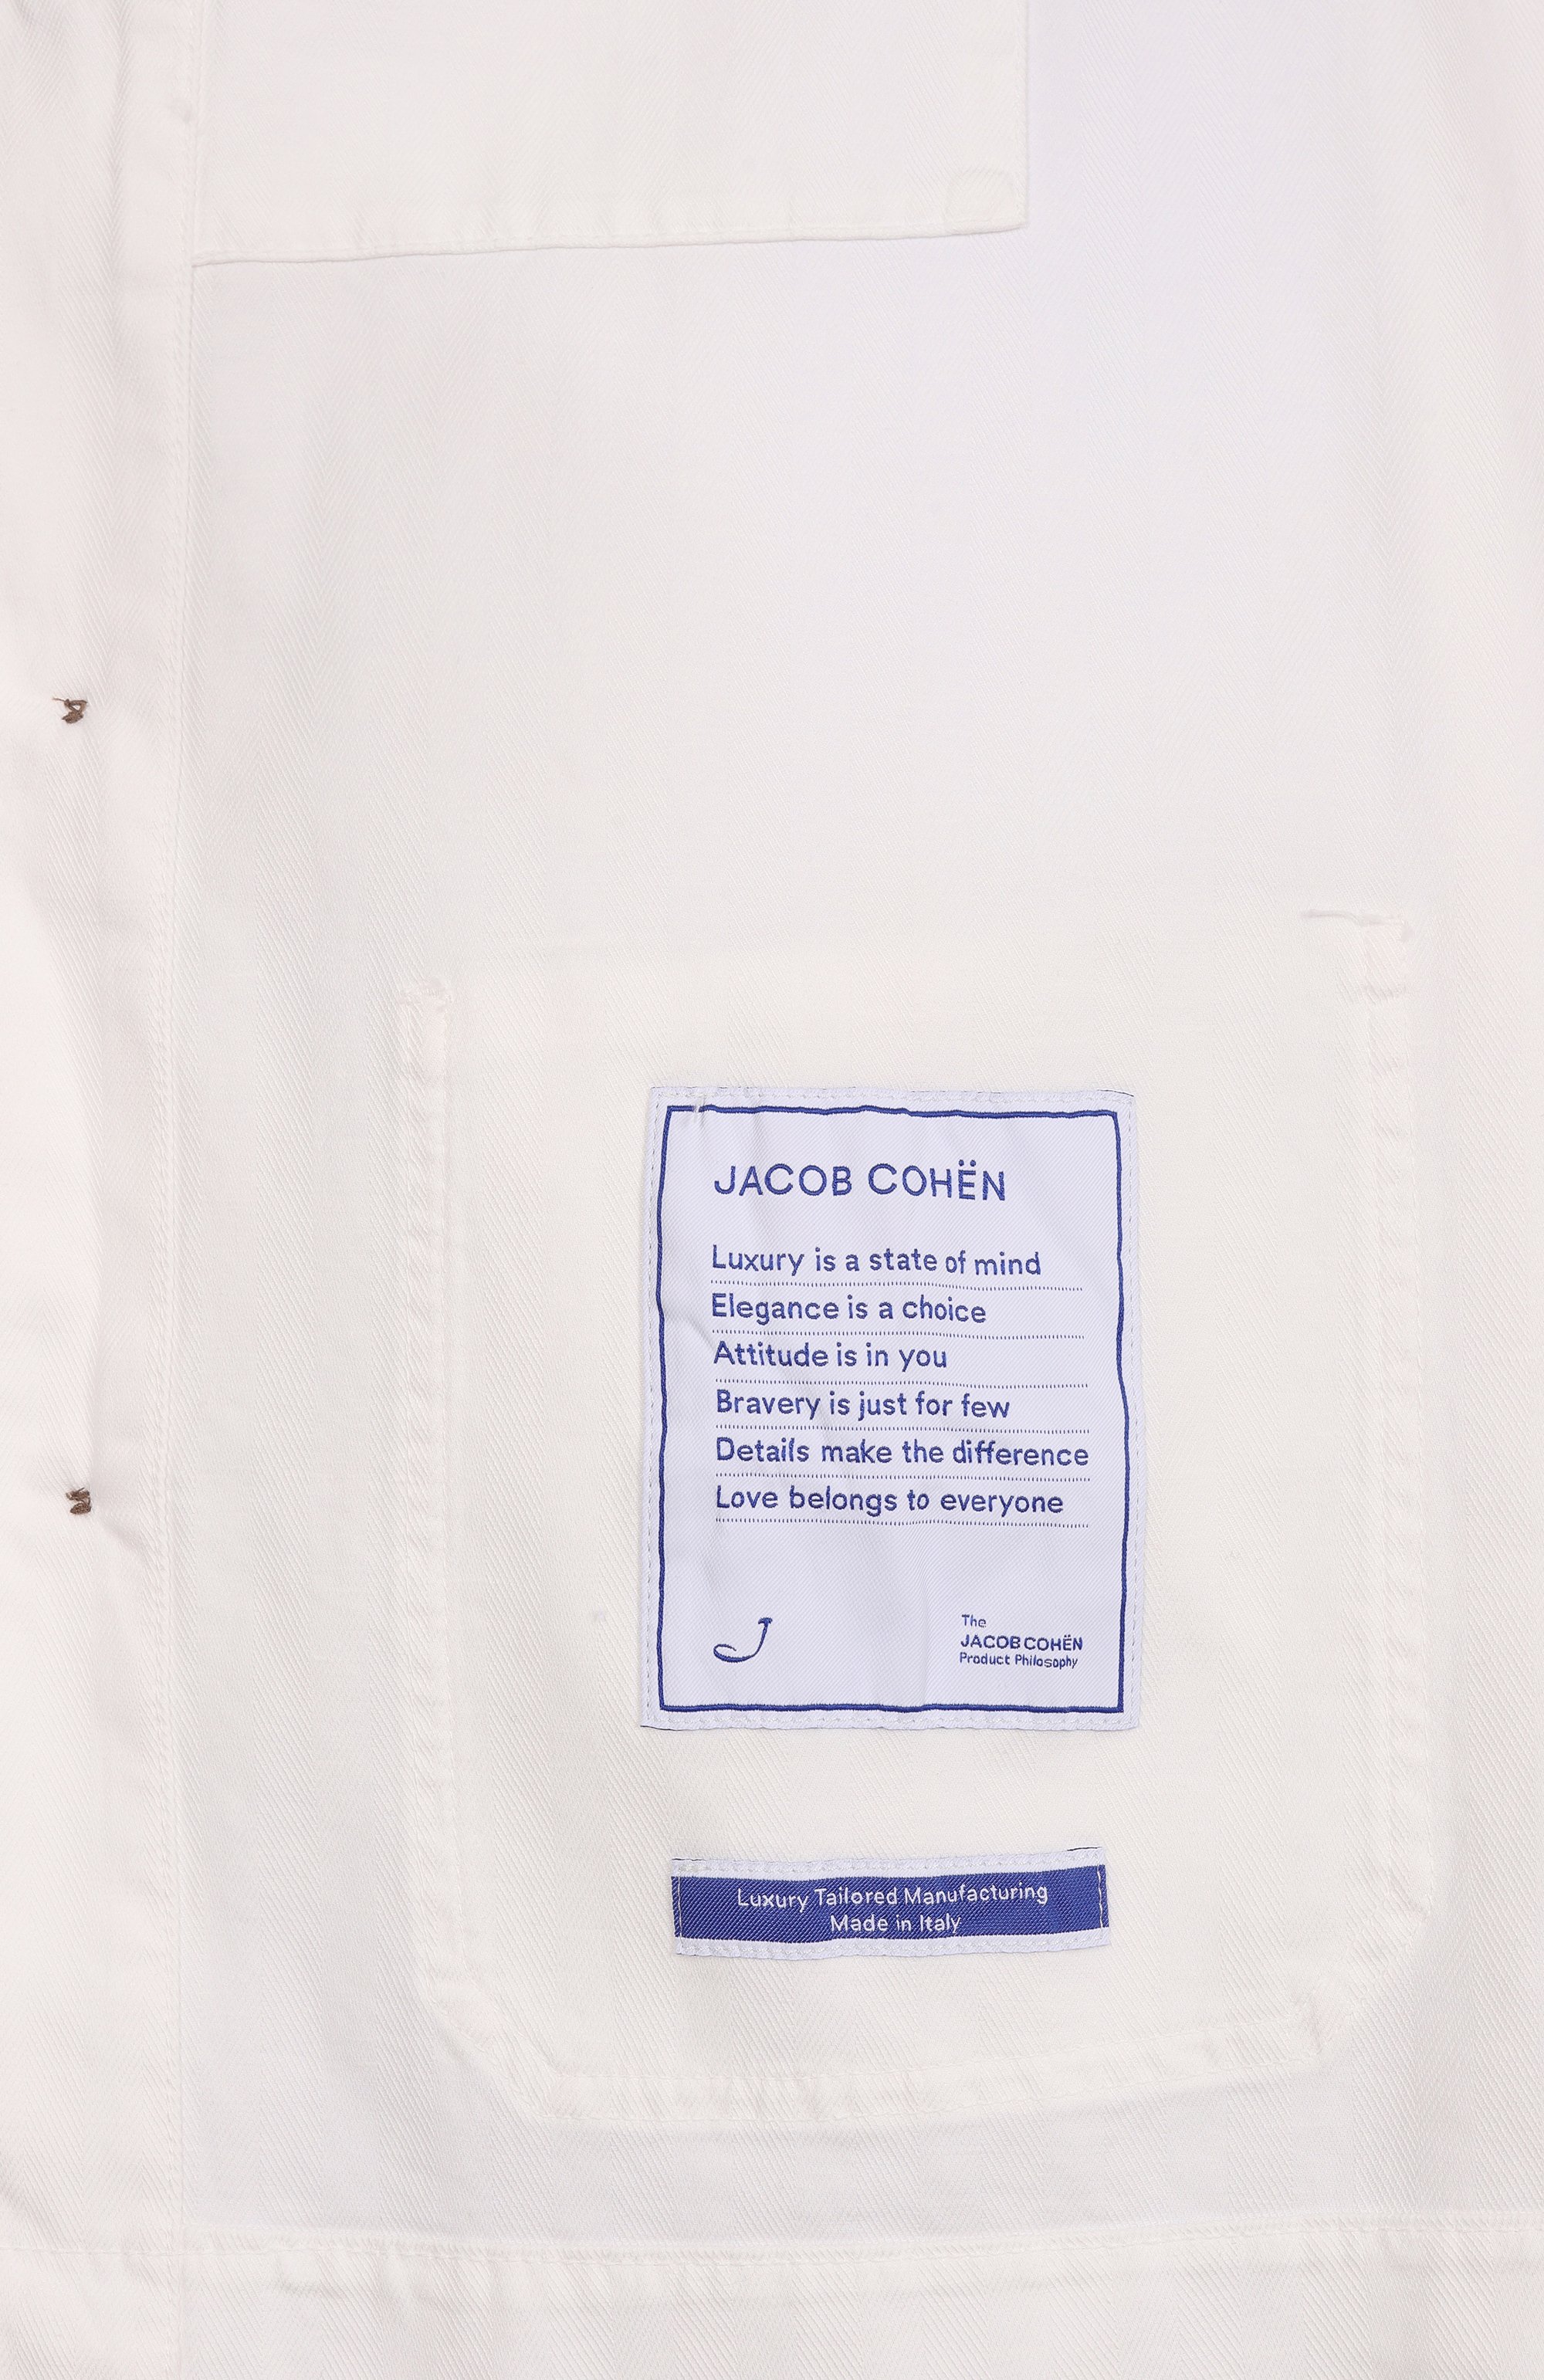 JACOB COHËN
Luxury is a state of mind
Elegance is a choice
Attitude is in you
Bravery is just for few
Details make the difference
Love belongs to everyone
J
The
JACOB COHËN
Product Philosophy
Luxury Tailored Manufacturing
Made in Italy